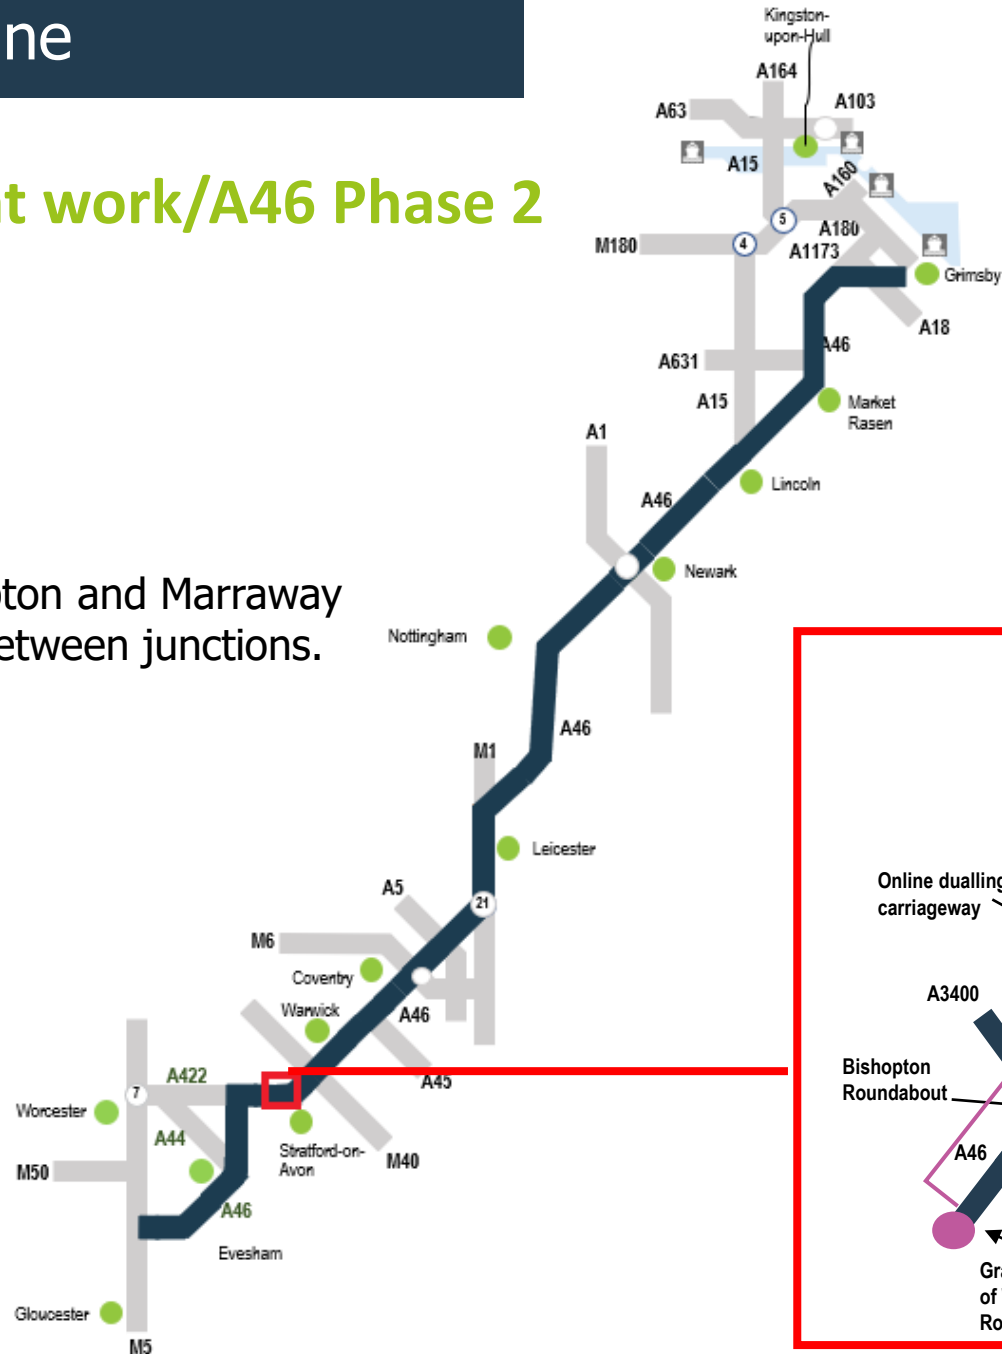 ne
t work/A46 Phase 2
Kingston-
upon-Hull
A164
A63
A103
A15
A160
5
A180
M180
4
A1173
Grimsby
A18
A46
A631
A15
Market
Rasen
A1
Lincoln
A46
Newark
ton and Marraway
etween junctions.
Nottingham
A46
M1
Leicester
A5
21
M6
Coventry
Warwick
A46
A45
A422
7
Worcester
A44
Stratford-on-
Avon
M40
M50
A46
Evesham
Gloucester
M5
Online dualling
carriageway
A3400
Bishopton
Roundabout
A46
Gra
of
Ro